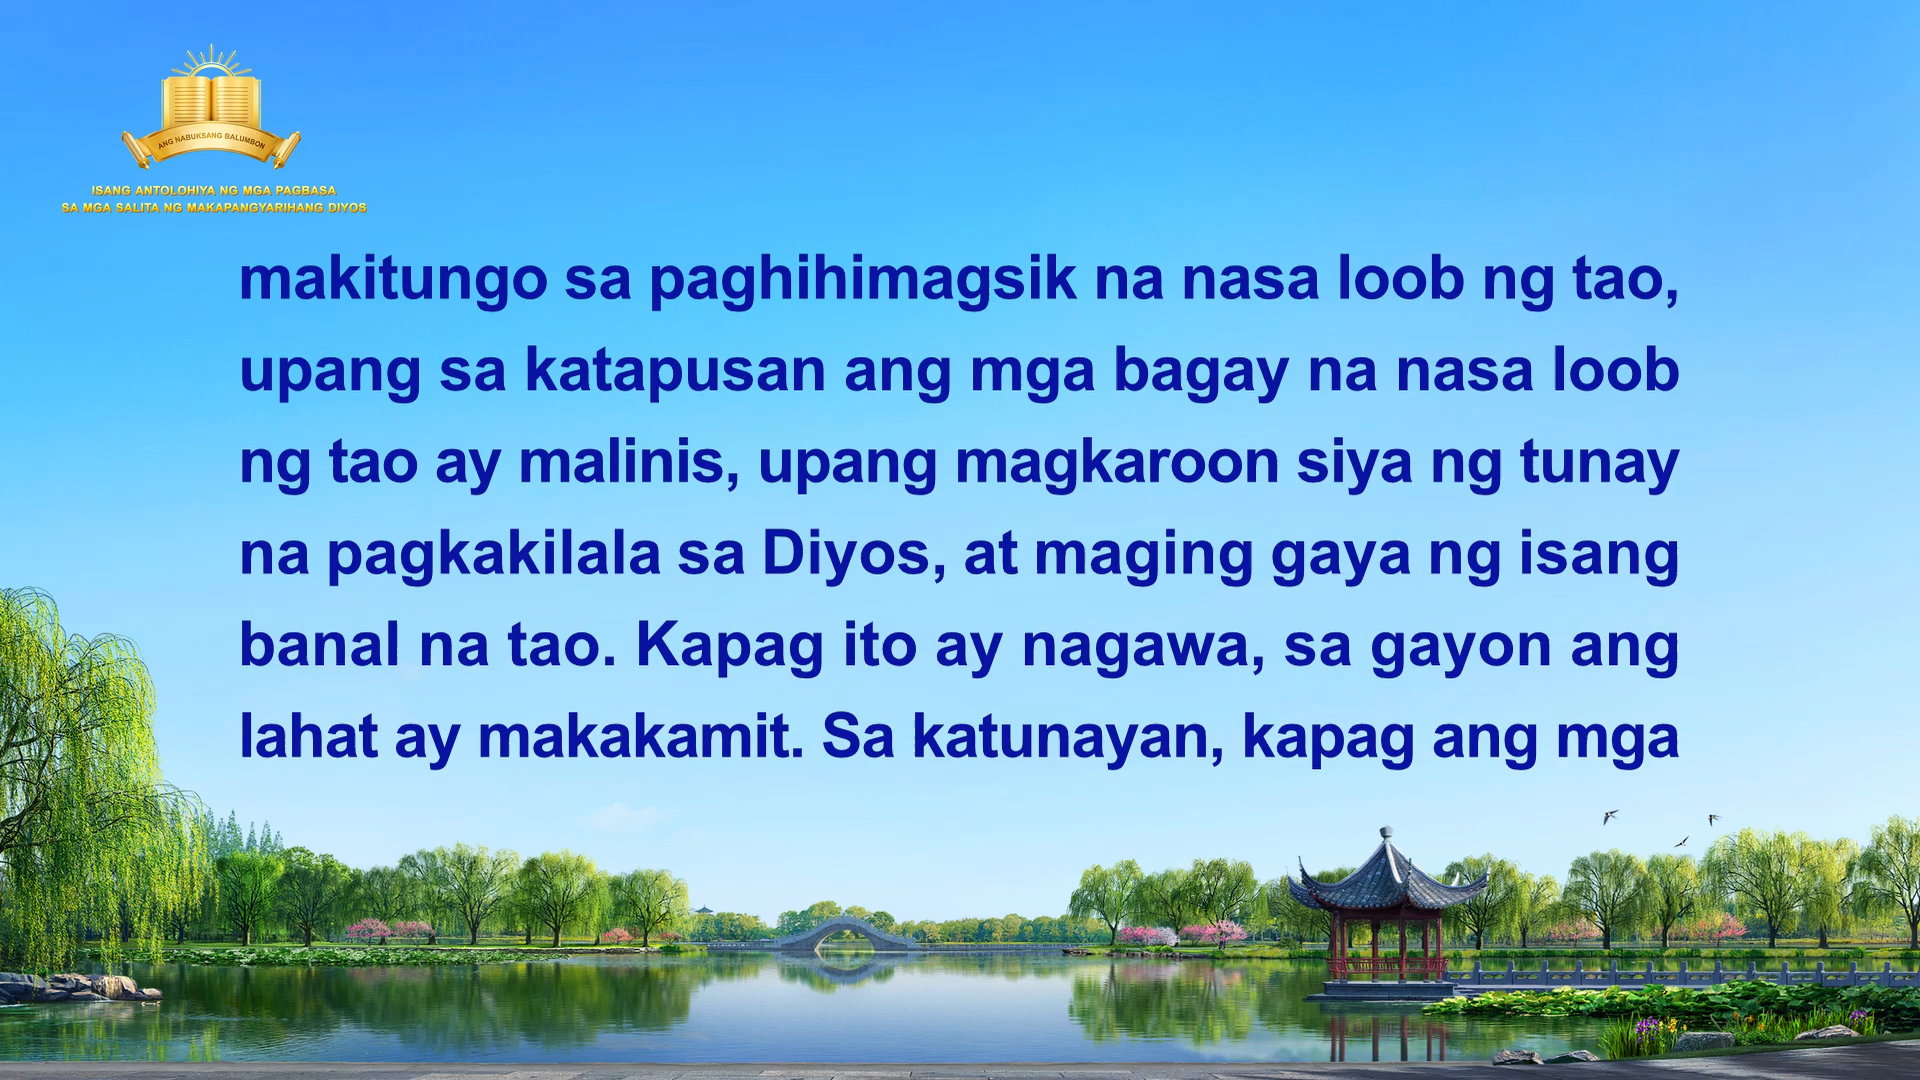 ANG NABUKSANG BALUMBON
ISANG ANTOLOHIYA NG MGA PAGBASA
SA MGA SALITA NG MAKAPANGYARIHANG DIYOS
makitungo sa paghihimagsik na nasa loob ng tao,
upang sa katapusan ang mga bagay na nasa loob
ng tao ay malinis, upang magkaroon siya ng tunay
na pagkakilala sa Diyos, at maging gaya ng isang
banal na tao. Kapag ito ay nagawa, sa gayon ang
lahat ay makakamit. Sa katunayan, kapag ang mga